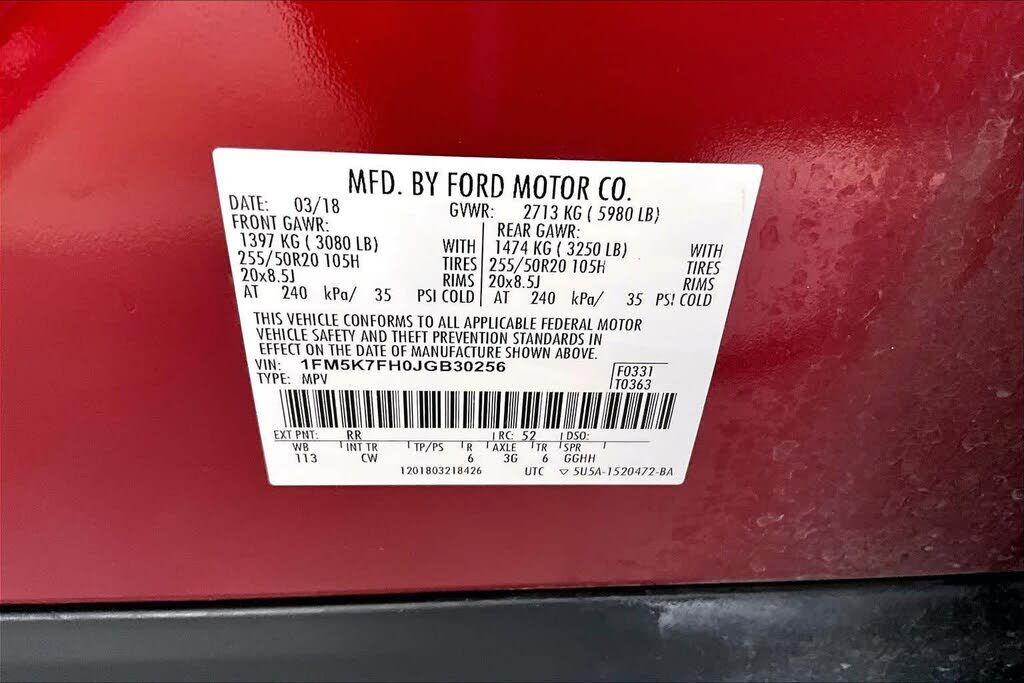 MFD. BY FORD MOTOR CO.
DATE: 03/18 GVWR: 2713 KG ( 5980 LB)
FRONT GAWR: REAR GAWR:
1397 KG ( 3080 LB) WITH 1474 KG ( 3250 LB) WITH
255/50R20 105H TIRES 255/50R20 105H TIRES
20x8.5J RIMS 20x8.5J RIMS
AT 240 kPa/ 35 PSI COLD AT 240 kPa/ 35 PSI COLD
THIS VEHICLE CONFORMS TO ALL APPLICABLE FEDERAL MOTOR
VEHICLE SAFETY AND THEFT PREVENTION STANDARDS IN
EFFECT ON THE DATE OF MANUFACTURE SHOWN ABOVE.
VIN: 1FM5K7FH0JGB30256 F0331
TYPE: MPV T0363
EXT PNT: RR RC: 52 DSO:
WB INT TR TP/PS R AXLE TR SPR
113 CW 6 3G 6 GGHH
1201803218426 UTC ▽ 5U5A-1520472-BA